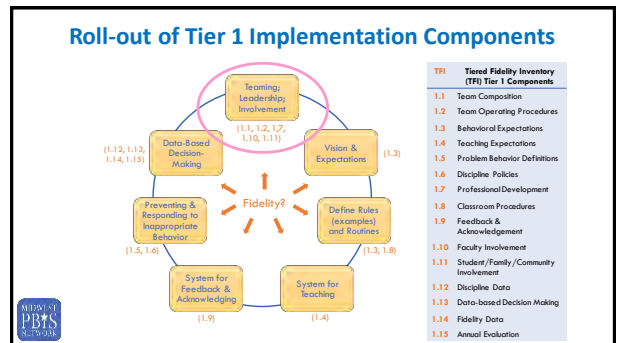 Roll-out of Tier 1 Implementation Components
Teaming;
Leadership;
Involvement
(1.1, 1.2, 1.7,
1.10, 1.11)
Vision &
Expectations
(1.3)
Define Rules
(examples) and
Routines
(1.3, 1.8)
System for
Teaching
(1.4)
System for
Feedback &
Acknowledging
(1.9)
Preventing &
Responding to
Inappropriate
Behavior
(1.5, 1.6)
Data-Based
Decision-
Making
(1.12, 1.13,
1.14, 1.15)
Fidelity?
TFI Tiered Fidelity Inventory
(TFI) Tier 1 Components
1.1 Team Composition
1.2 Team Operating Procedures
1.3 Behavioral Expectations
1.4 Teaching Expectations
1.5 Problem Behavior Definitions
1.6 Discipline Policies
1.7 Professional Development
1.8 Classroom Procedures
1.9 Feedback &
Acknowledgement
1.10 Faculty Involvement
1.11 Student/Family/Community
Involvement
1.12 Discipline Data
1.13 Data-based Decision Making
1.14 Fidelity Data
1.15 Annual Evaluation
MIDWEST
PBIS
NETWORK